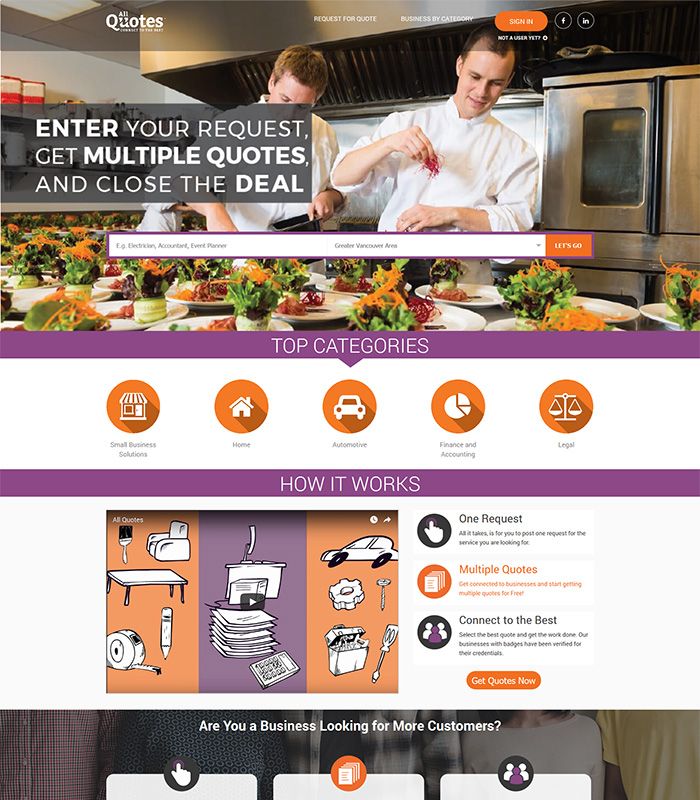 All
Quotes
CONNECT TO THE BEST
REQUEST FOR QUOTE
BUSINESS BY CATEGORY
SIGN IN
NOT A USER YET?
ENTER YOUR REQUEST,
GET MULTIPLE QUOTES,
AND CLOSE THE DEAL
E.g. Electrician, Accountant, Event Planner
Greater Vancouver Area
LET'S GO
TOP CATEGORIES
Small Business
Solutions
Home
Automotive
Finance and
Accounting
Legal
HOW IT WORKS
All Quotes
One Request
All it takes, is for you to post one request for the
service you are looking for.
Multiple Quotes
Get connected to businesses and start getting
multiple quotes for Free!
Connect to the Best
Select the best quote and get the work done. Our
businesses with badges have been verified for
their credentials.
Get Quotes Now
Are You a Business Looking for More Customers?